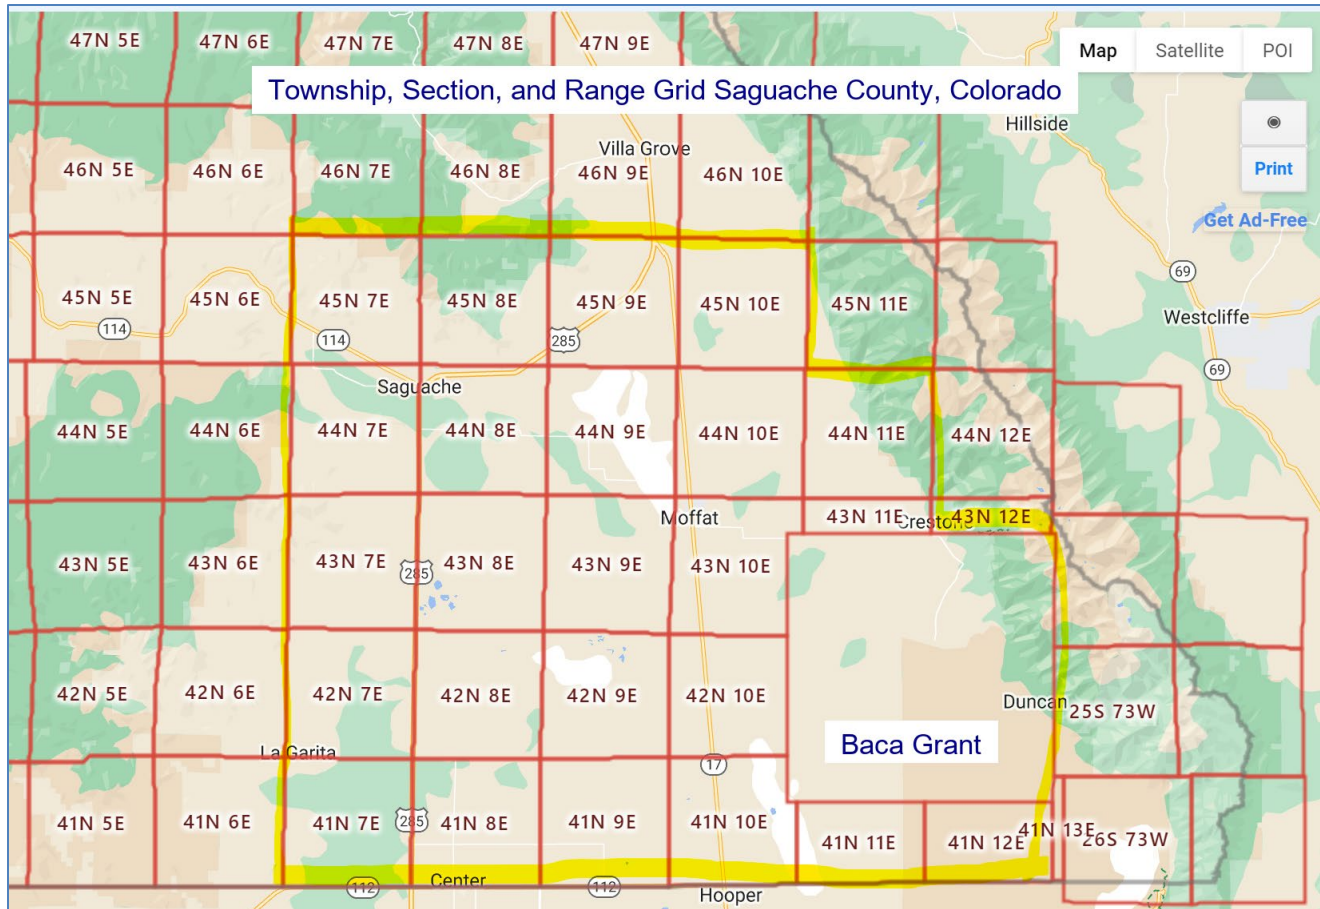 47N 5E 47N 6E 47N 7E 47N 8E 47N 9E
Map Satellite POI
Township, Section, and Range Grid Saguache County, Colorado
Hillside
Villa Grove
Print
46N 5E 46N 6E 46N 7E 46N 8E 46N 9E 46N 10E
Get Ad-Free
69
45N 5E 45N 6E 45N 7E 45N 8E 45N 9E 45N 10E 45N 11E
Westcliffe
114 114 285
69
Saguache
44N 5E 44N 6E 44N 7E 44N 8E 44N 9E 44N 10E 44N 11E 44N 12E
Moffat 43N 11E Crestone 43N 12E
43N 5E 43N 6E 43N 7E 285 43N 8E 43N 9E 43N 10E
42N 5E 42N 6E 42N 7E 42N 8E 42N 9E 42N 10E
Duncan 25S 73W
Baca Grant
La Garita
17
41N 5E 41N 6E 41N 7E 285 41N 8E 41N 9E 41N 10E
41N 11E 41N 12E 41N 13E 26S 73W
112 Center 112 Hooper